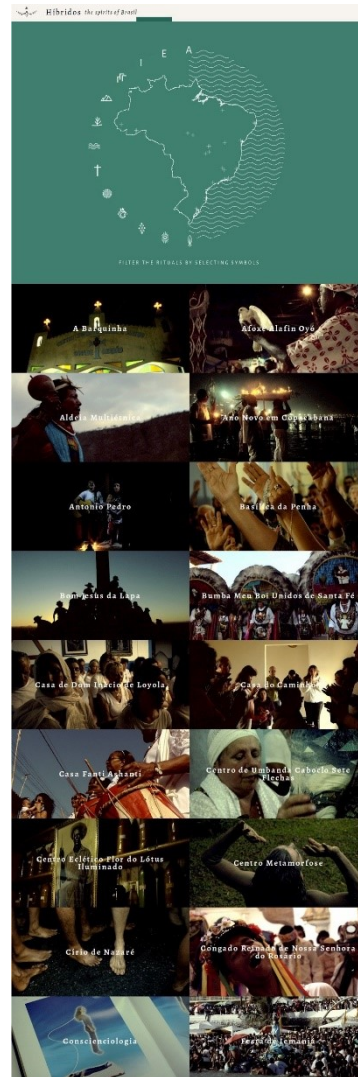 Híbridos the spirits of Brazil
I E A
FILTER THE RITUALS BY SELECTING SYMBOLS
A Barquinha
Afoxé Alafin Oyó
Aldeia Multiétnica
Ano Novo em Copacabana
Antonio Pedro
Basílica da Penha
Bom Jesus da Lapa
Bumba Meu Boi Unidos de Santa Fé
Casa de Dom Inácio de Loyola
Casa do Caminho
Casa Fanti Ashanti
Centro de Umbanda Caboclo Sete
Flechas
Centro Eclético Flor do Lótus
Iluminado
Centro Metamorfose
Círio de Nazaré
Congado Reinado de Nossa Senhora
do Rosário
Conscienciologia
Festa de Iemanjá